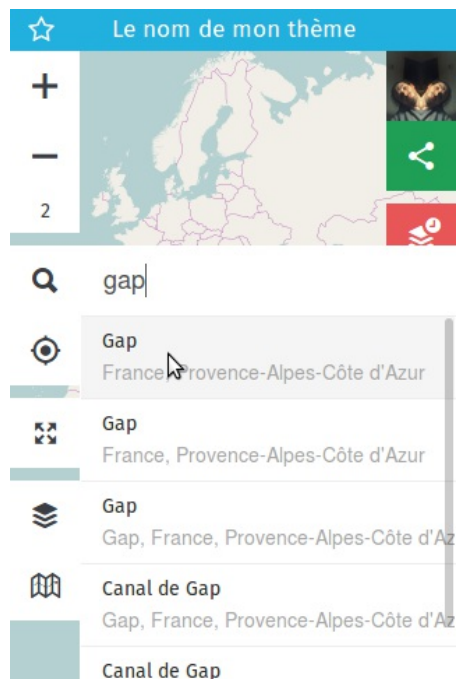 Le nom de mon thème
2
gap
Gap
France, Provence-Alpes-Côte d'Azur
Gap
France, Provence-Alpes-Côte d'Azur
Gap
Gap, France, Provence-Alpes-Côte d'Az
Canal de Gap
Gap, France, Provence-Alpes-Côte d'Az
Canal de Gap